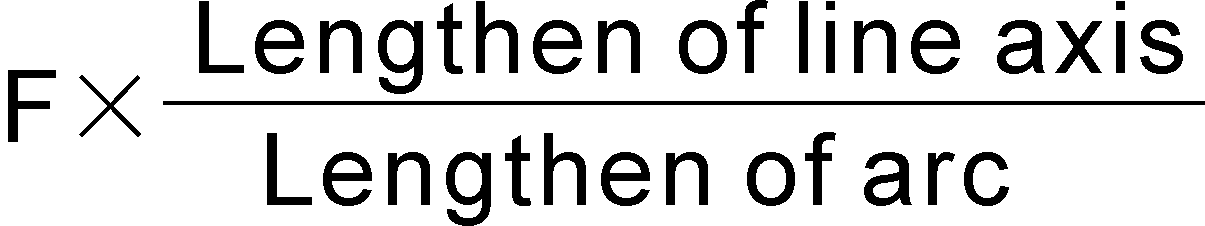 Lengthen of line axis
F×
Lengthen of arc